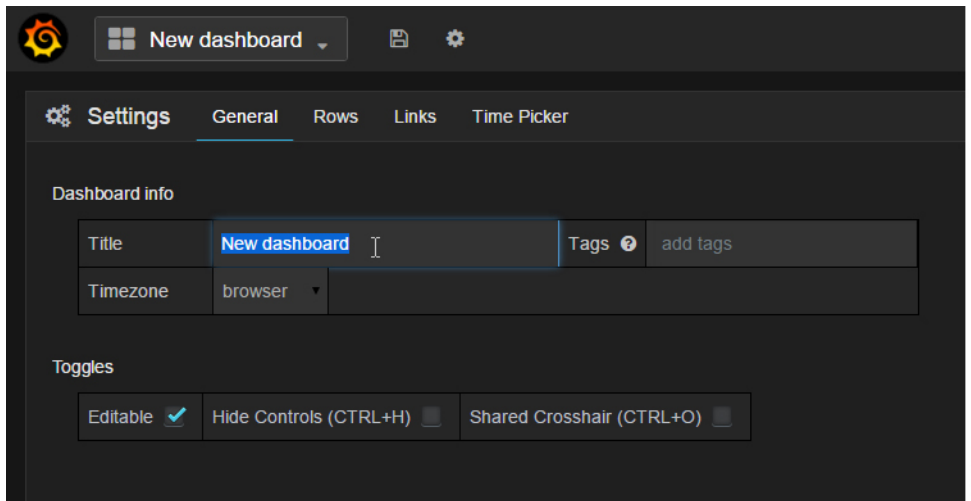 New dashboard
Settings General Rows Links Time Picker
Dashboard info
Title New dashboard Tags ? add tags
Timezone browser
Toggles
Editable Hide Controls (CTRL+H) Shared Crosshair (CTRL+O)